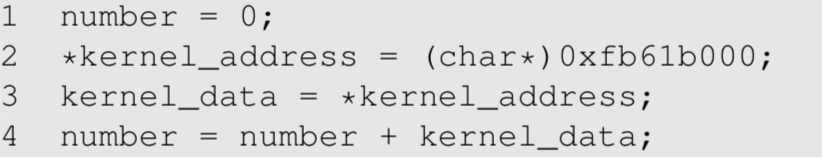 1 number = 0;
2 *kernel_address = (char*)0xfb61b000;
3 kernel_data = *kernel_address;
4 number = number + kernel_data;